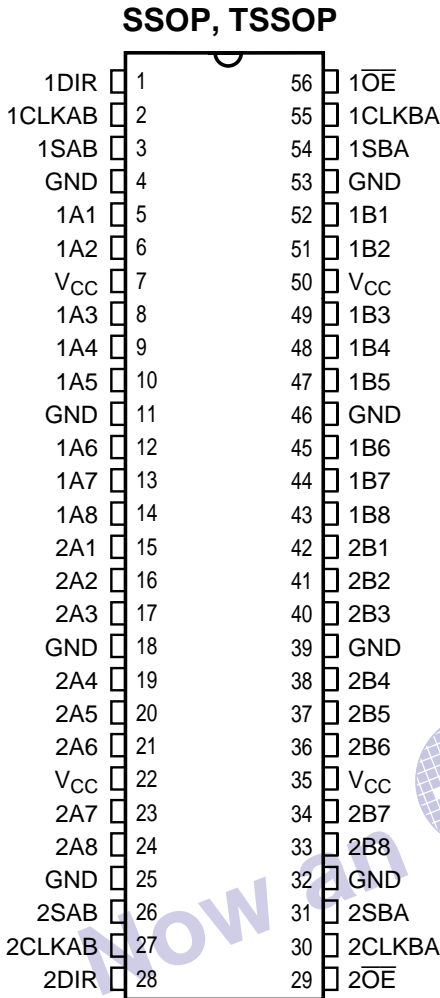 SSOP, TSSOP
1DIR 1 56 1O̅E̅
1CLKAB 2 55 1CLKBA
1SAB 3 54 1SBA
GND 4 53 GND
1A1 5 52 1B1
1A2 6 51 1B2
VCC 7 50 VCC
1A3 8 49 1B3
1A4 9 48 1B4
1A5 10 47 1B5
GND 11 46 GND
1A6 12 45 1B6
1A7 13 44 1B7
1A8 14 43 1B8
2A1 15 42 2B1
2A2 16 41 2B2
2A3 17 40 2B3
GND 18 39 GND
2A4 19 38 2B4
2A5 20 37 2B5
2A6 21 36 2B6
VCC 22 35 VCC
2A7 23 34 2B7
2A8 24 33 2B8
GND 25 32 GND
2SAB 26 31 2SBA
2CLKAB 27 30 2CLKBA
2DIR 28 29 2O̅E̅
Now an